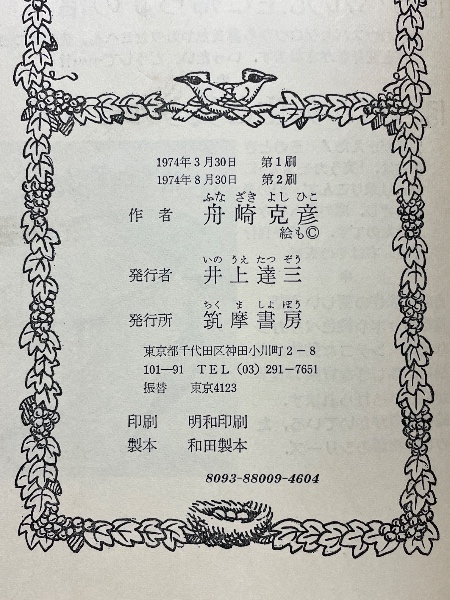 1974年3月30日 第1刷
1974年8月30日 第2刷
ふな ざき よし ひこ
作者 舟崎克彦
絵も©
いの うえ たつ ぞう
発行者 井上達三
ちく ま しよ ぼう
発行所 筑摩書房
東京都千代田区神田小川町2-8
101—91 TEL (03) 291-7651
振替 東京4123
印刷 明和印刷
製本 和田製本
8093-88009-4604